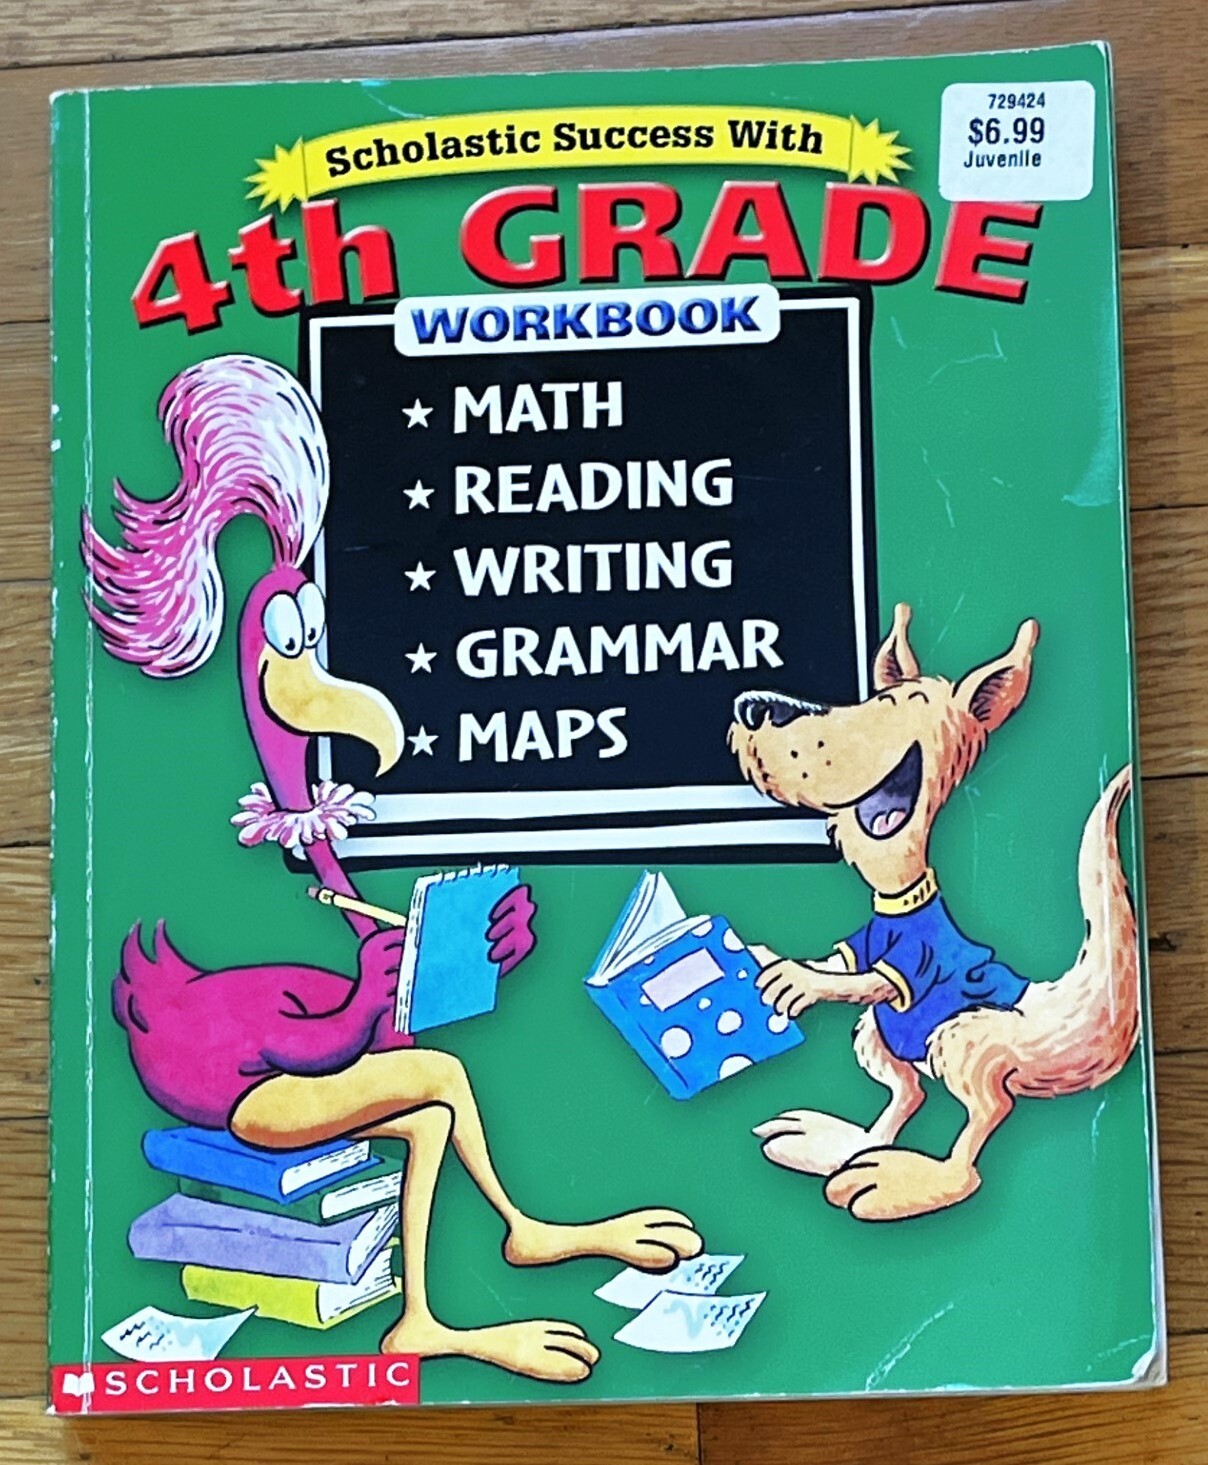 729424
$6.99
Juvenile
Scholastic Success With
4th GRADE
WORKBOOK
★ MATH
★ READING
★ WRITING
★ GRAMMAR
★ MAPS
SCHOLASTIC